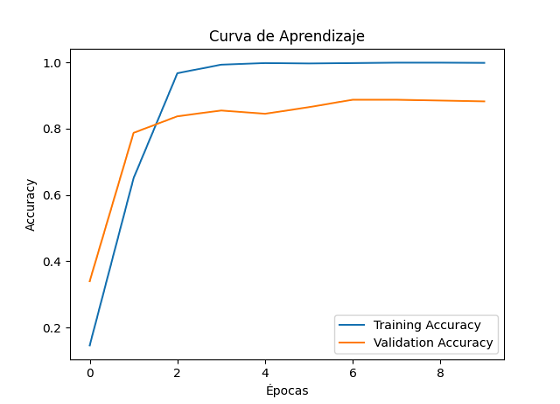 Curva de Aprendizaje
1.0
0.8
0.6
0.4
0.2
Accuracy
Training Accuracy
Validation Accuracy
0 2 4 6 8
Épocas